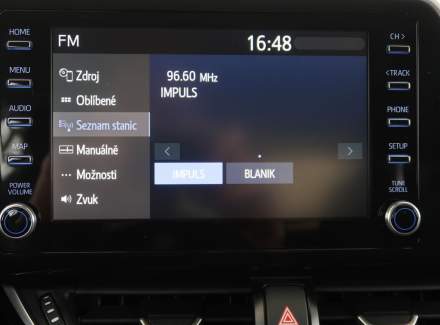 HOME
MENU
AUDIO
MAP
POWER
VOLUME
FM
16:48
Zdroj
Oblíbené
Seznam stanic
Manuálně
Možnosti
Zvuk
96.60 MHz
IMPULS
<
>
IMPULS
BLANIK
CH >
<TRACK
PHONE
SETUP
TUNE
SCROLL